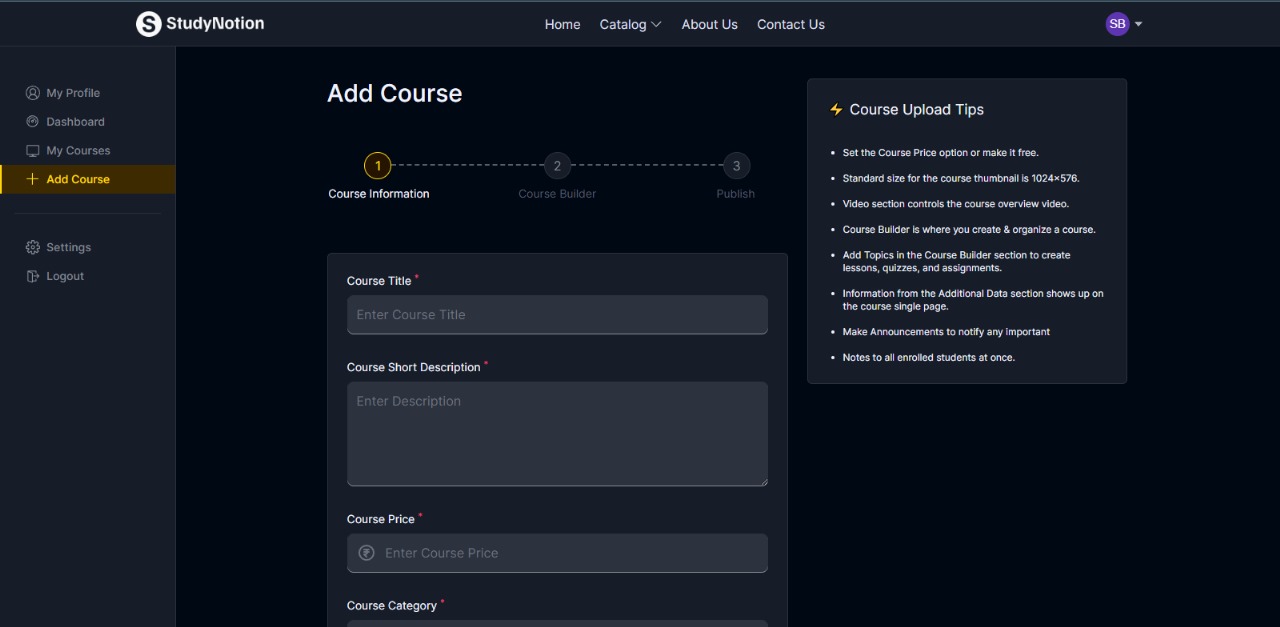 StudyNotion
Home Catalog About Us Contact Us
SB
My Profile
Dashboard
My Courses
Add Course
Settings
Logout
Add Course
1 2 3
Course Information Course Builder Publish
Course Title *
Enter Course Title
Course Short Description *
Enter Description
Course Price *
₹ Enter Course Price
Course Category *
⚡ Course Upload Tips
• Set the Course Price option or make it free.
• Standard size for the course thumbnail is 1024×576.
• Video section controls the course overview video.
• Course Builder is where you create & organize a course.
• Add Topics in the Course Builder section to create
lessons, quizzes, and assignments.
• Information from the Additional Data section shows up on
the course single page.
• Make Announcements to notify any important
• Notes to all enrolled students at once.